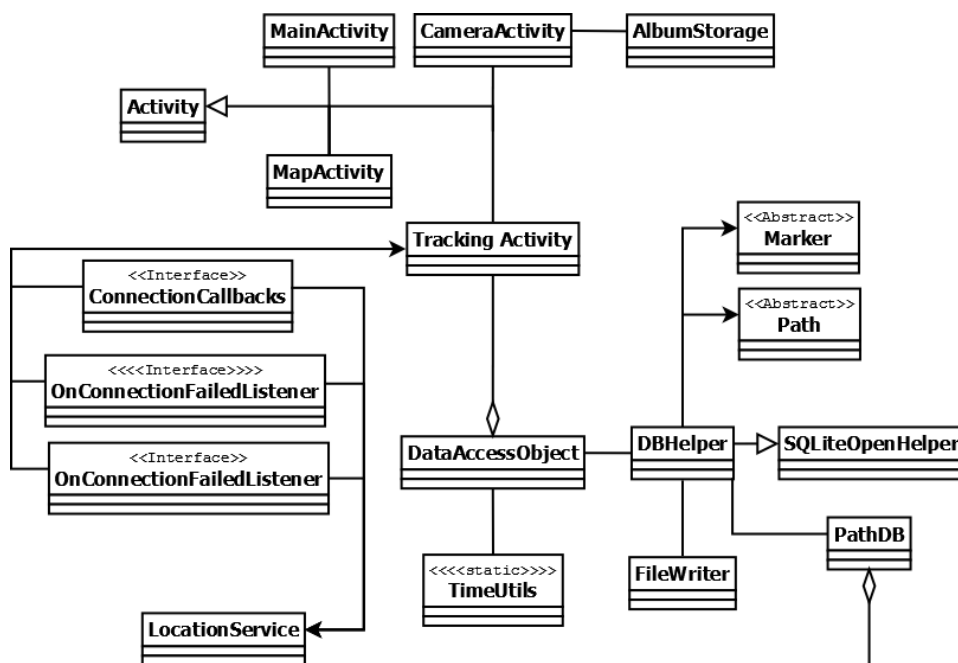 MainActivity
CameraActivity
AlbumStorage
Activity
MapActivity
Tracking Activity
<<Abstract>>
Marker
<<Interface>>
ConnectionCallbacks
<<Abstract>>
Path
<<<<Interface>>>>
OnConnectionFailedListener
<<Interface>>
OnConnectionFailedListener
DataAccessObject
DBHelper
SQLiteOpenHelper
PathDB
<<<<static>>>>
TimeUtils
FileWriter
LocationService